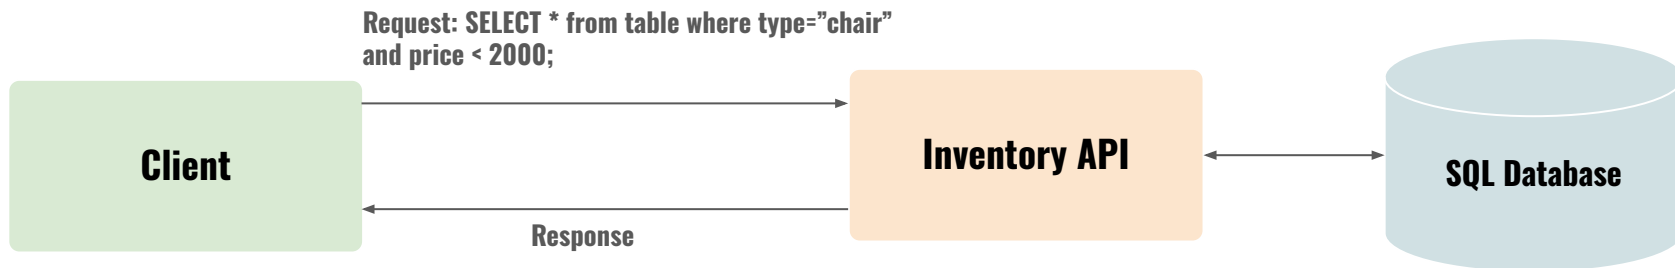 Request: SELECT * from table where type=”chair”
and price < 2000;
Client
Inventory API
SQL Database
Response